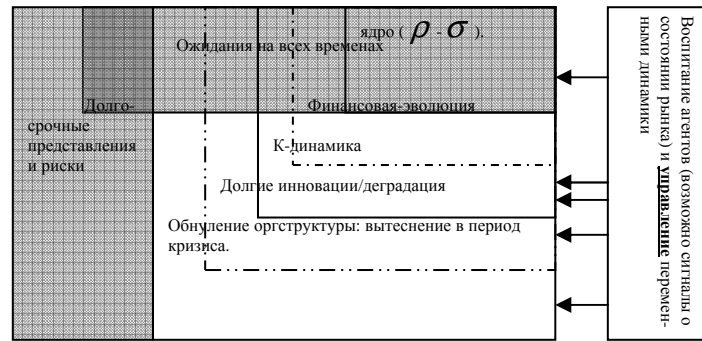 ядро ( ρ - σ ).
Ожидания на всех временах
Долго-
срочные
представления
и риски
Финансовая-эволюция
К-динамика
Долгие инновации/деградация
Обнуление оргструктуры: вытеснение в период
кризиса.
Воспитание агентов (возможно сигналы о
состоянии рынка) и управление перемен-
ными динамики